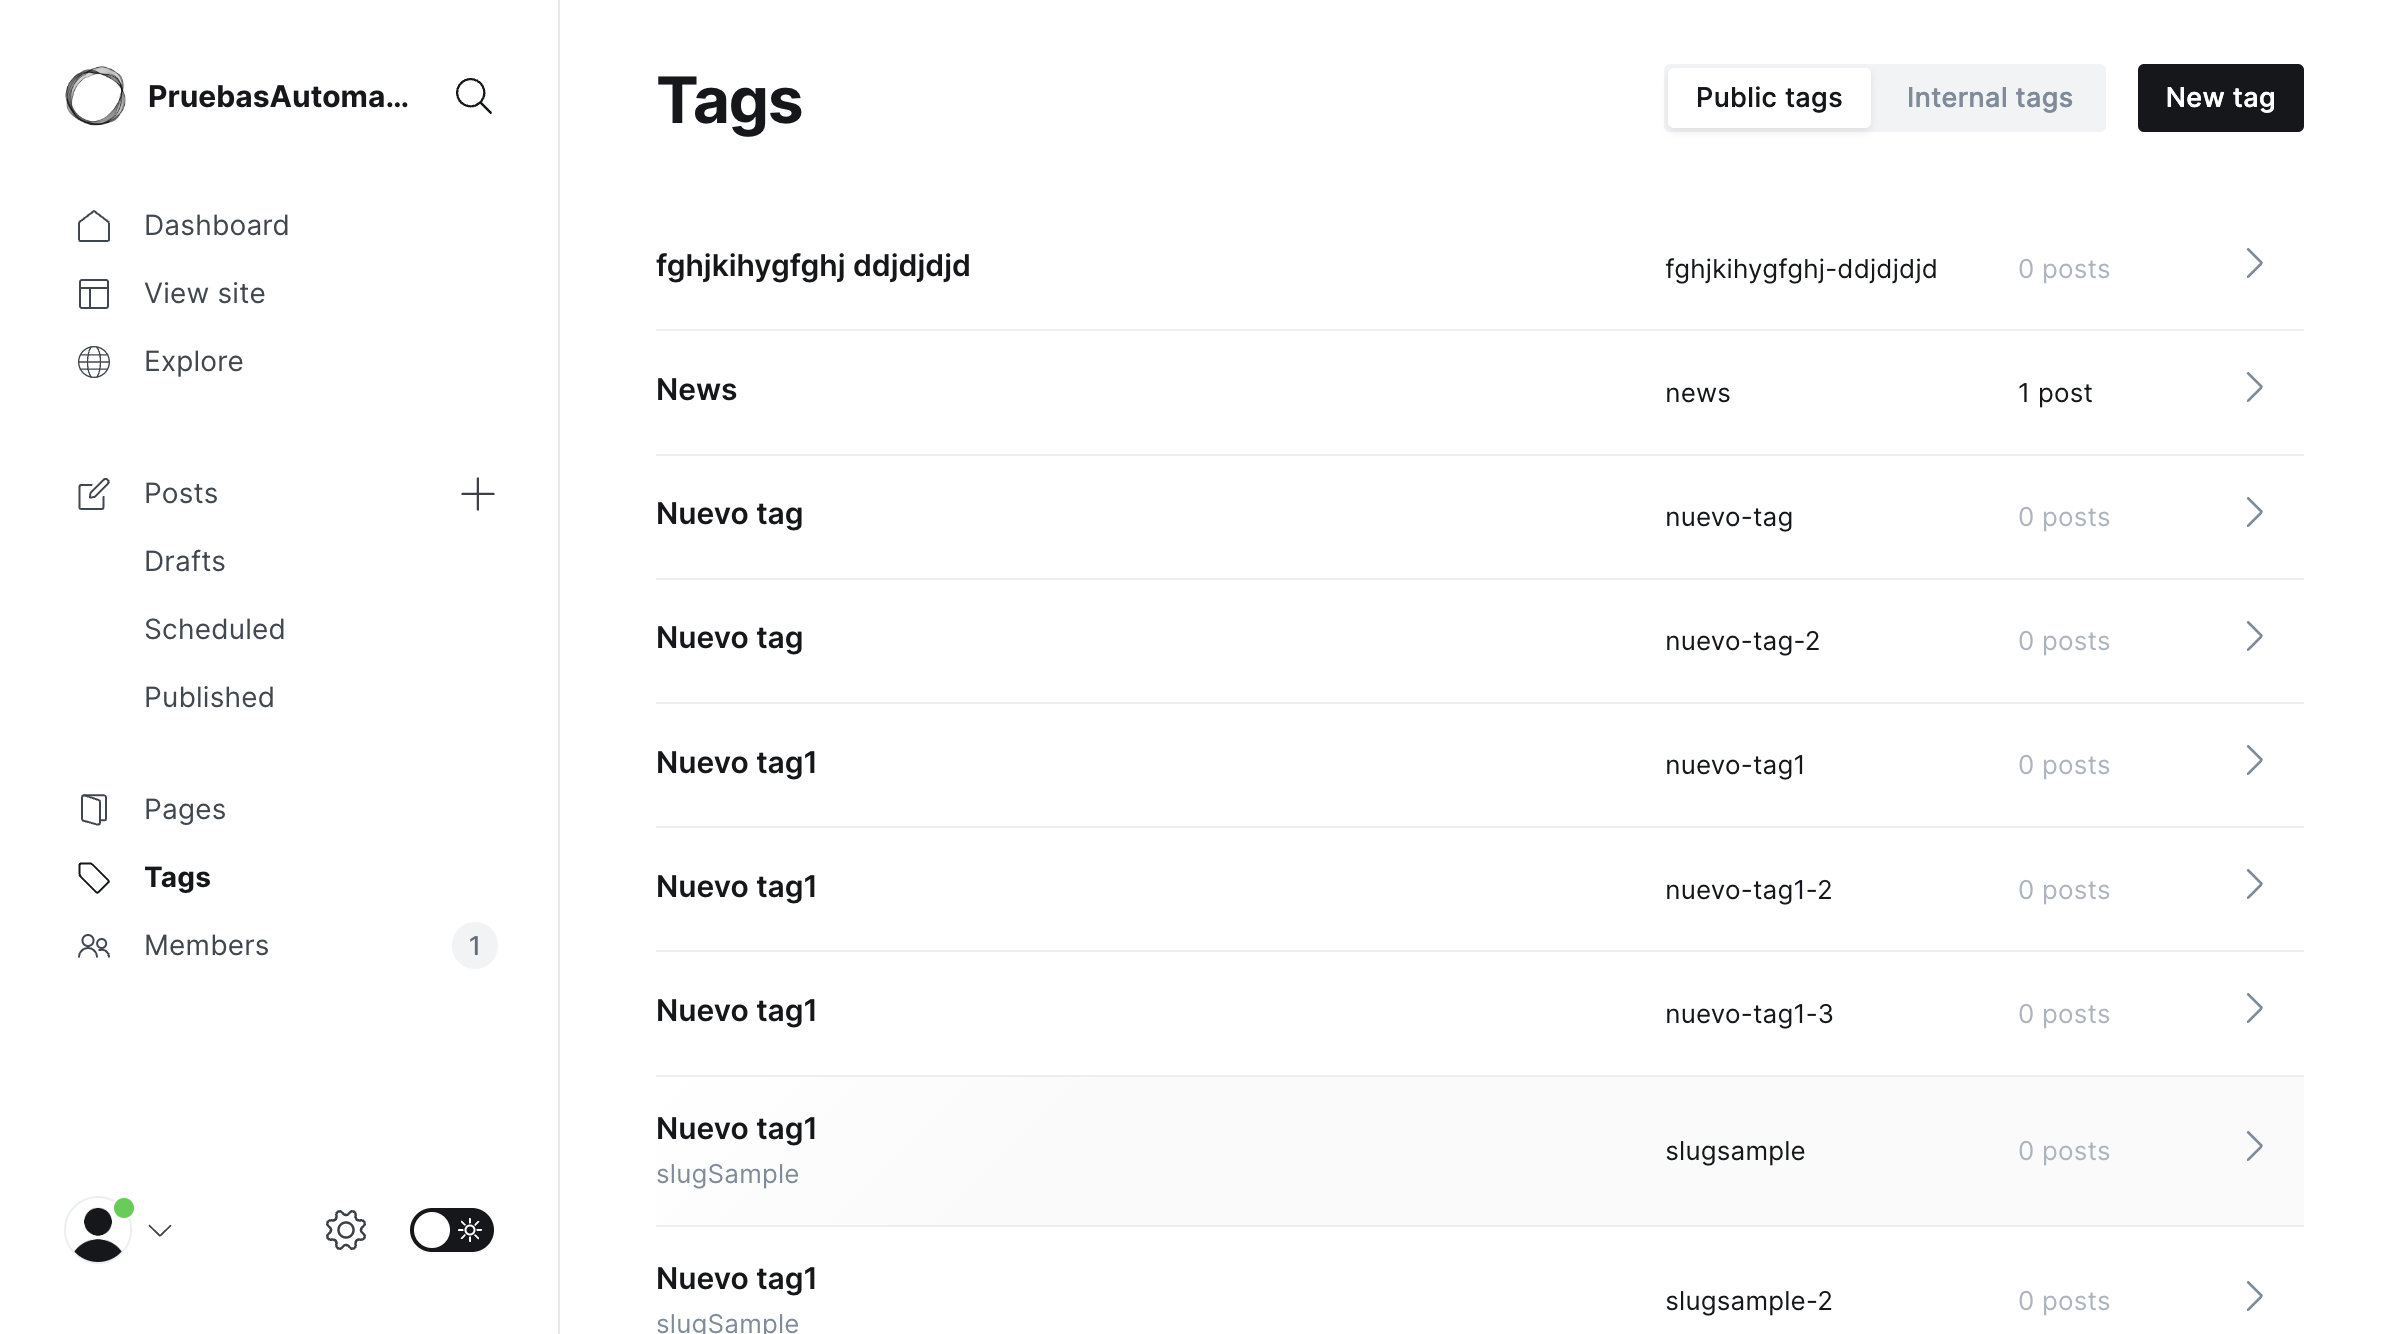 PruebasAutoma...
Dashboard
View site
Explore
Posts
Drafts
Scheduled
Published
Pages
Tags
Members 1
Tags
Public tags Internal tags New tag
fghjkihygfghj ddjdjdjd fghjkihygfghj-ddjdjdjd 0 posts
News news 1 post
Nuevo tag nuevo-tag 0 posts
Nuevo tag nuevo-tag-2 0 posts
Nuevo tag1 nuevo-tag1 0 posts
Nuevo tag1 nuevo-tag1-2 0 posts
Nuevo tag1 nuevo-tag1-3 0 posts
Nuevo tag1 slugsample 0 posts
slugSample
Nuevo tag1 slugsample-2 0 posts
slugSample